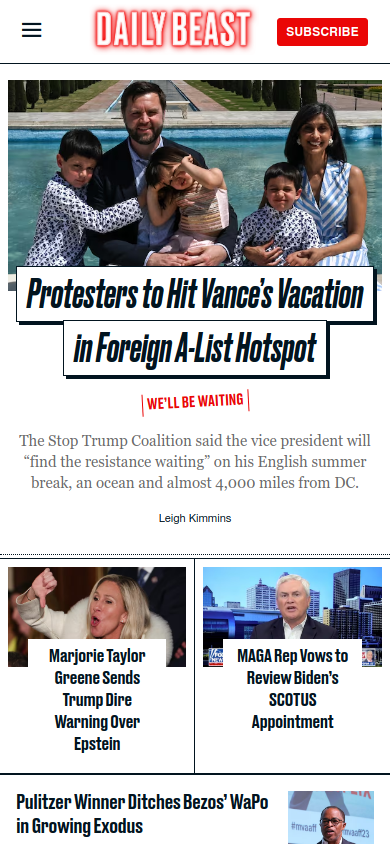 DAILY BEAST
SUBSCRIBE
Protesters to Hit Vance's Vacation
in Foreign A-List Hotspot
WE'LL BE WAITING
The Stop Trump Coalition said the vice president will
“find the resistance waiting” on his English summer
break, an ocean and almost 4,000 miles from DC.
Leigh Kimmins
Marjorie Taylor
Greene Sends
Trump Dire
Warning Over
Epstein
MAGA Rep Vows to
Review Biden's
SCOTUS
Appointment
Pulitzer Winner Ditches Bezos' WaPo
in Growing Exodus
#mvaaff
mvaaff23